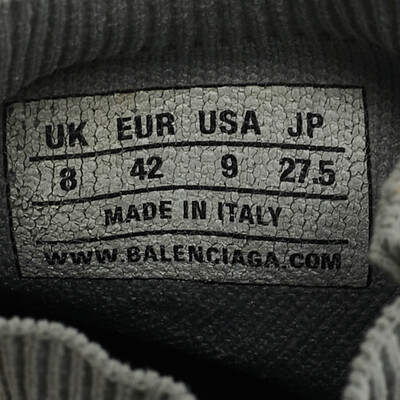 UK EUR USA JP
8 42 9 27.5
MADE IN ITALY
WWW.BALENCIAGA.COM